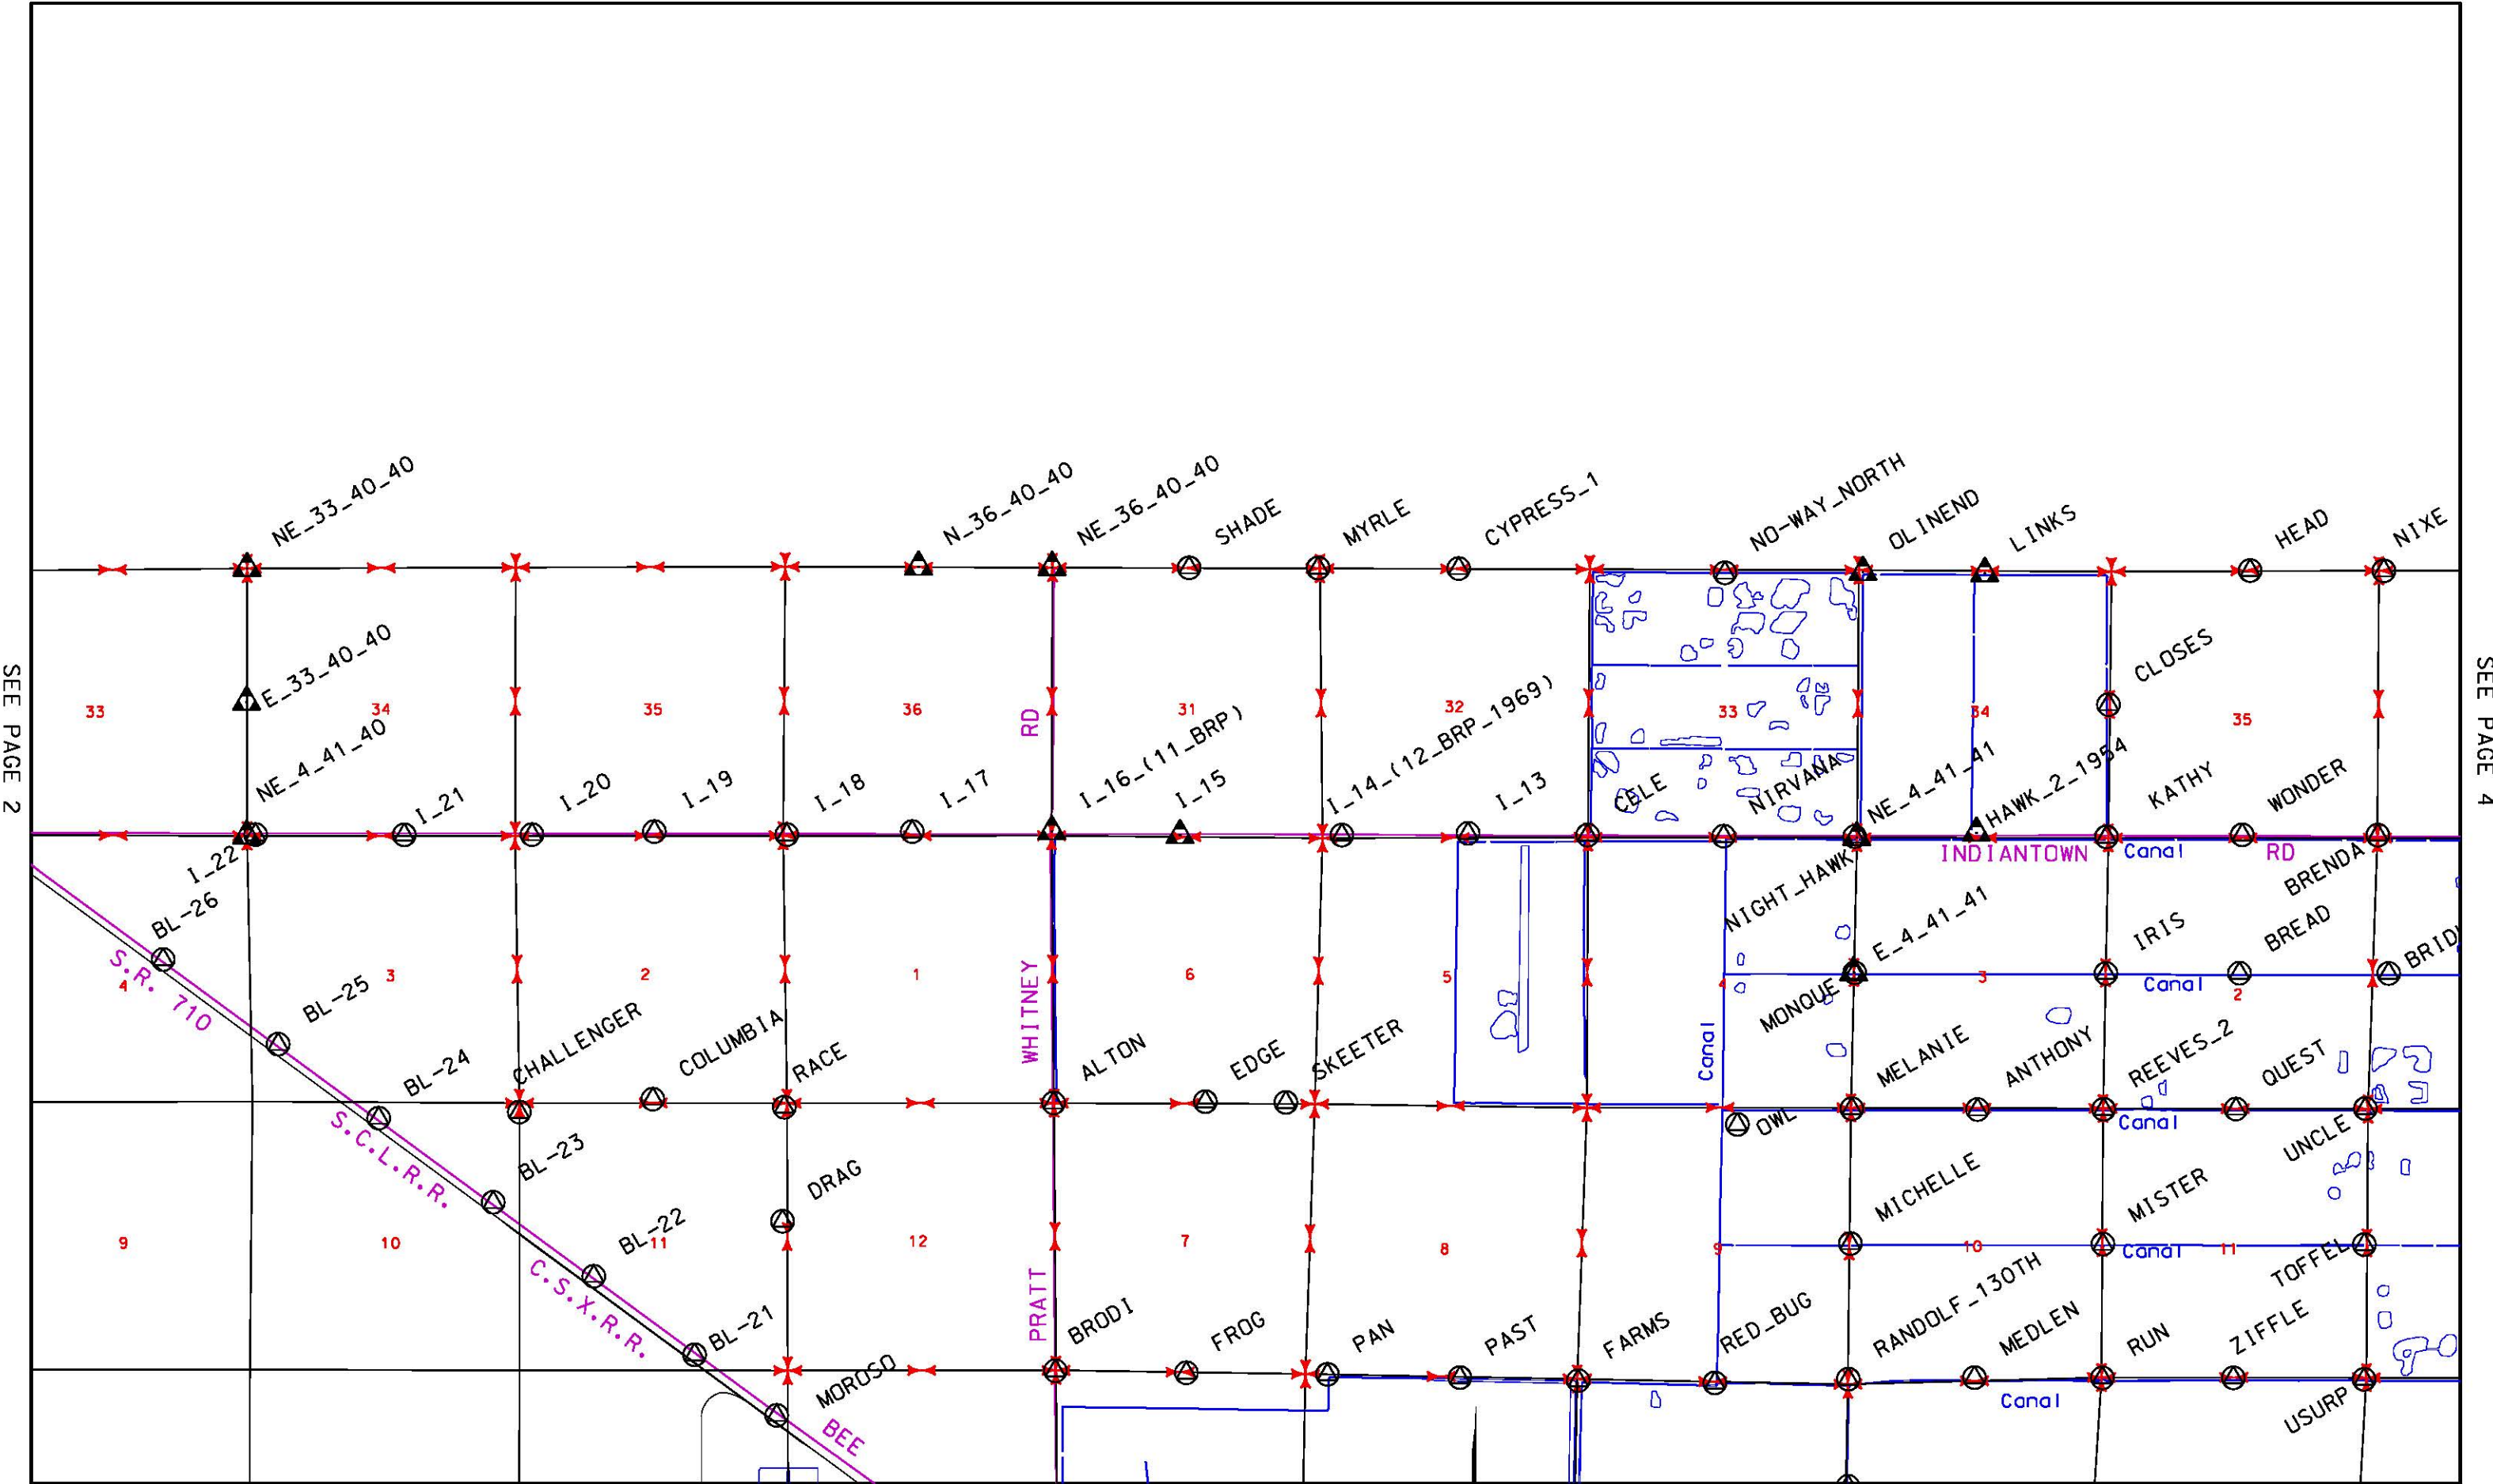 NE_33_40_40
N_36_40_40
NE_36_40_40
SHADE
MYRLE
CYPRESS_1
NO-WAY_NORTH
OLINEND
LINKS
HEAD
NIXE
E_33_40_40
CLOSES
SEE PAGE 2
33
34
35
36
RD
31
32
33
34
35
SEE PAGE 4
NE_4_41_40
I_21
I_20
I_19
I_18
I_17
I_16_(11_BRP)
I_15
I_14_(12_BRP_1969)
I_13
CELE
NIRVANA
NE_4_41_41
HAWK_2_1954
KATHY
WONDER
I_22
INDIANTOWN
Canal
RD
BL-26
NIGHT_HAWK
E_4_41_41
IRIS
BREAD
BRENDA
S.R. 710
4
3
2
1
WHITNEY
6
5
4
3
Canal
2
BRID
BL-25
MONQUE
BL-24
CHALLENGER
COLUMBIA
RACE
ALTON
EDGE
SKEETER
Canal
MELANIE
ANTHONY
REEVES_2
QUEST
S.C.L.R.R.
BL-23
DRAG
OWL
Canal
UNCLE
MICHELLE
MISTER
9
10
BL-22
11
12
7
8
9
10
Canal
11
TOFFEL
C.S.X.R.R.
BL-21
PRATT
BRODI
FROG
PAN
PAST
FARMS
RED_BUG
RANDOLF_130TH
MEDLEN
RUN
ZIFFLE
MOROSO
BEE
Canal
USURP